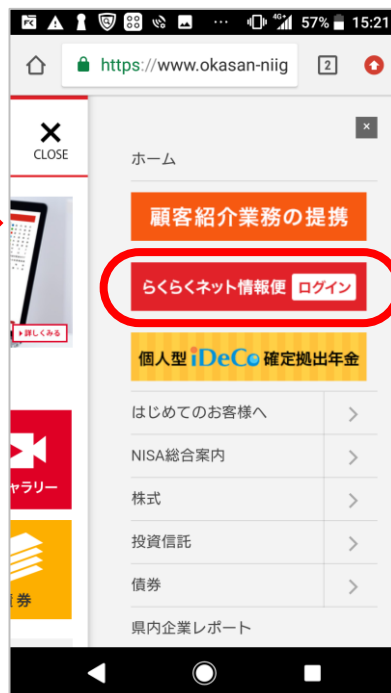 57% 15:21
https://www.okasan-niig
2
CLOSE
ホーム
顧客紹介業務の提携
らくらくネット情報便 ログイン
詳しくみる
個人型 iDeCo 確定拠出年金
はじめてのお客様へ
NISA総合案内
ャラリー
株式
投資信託
債券
券
県内企業レポート